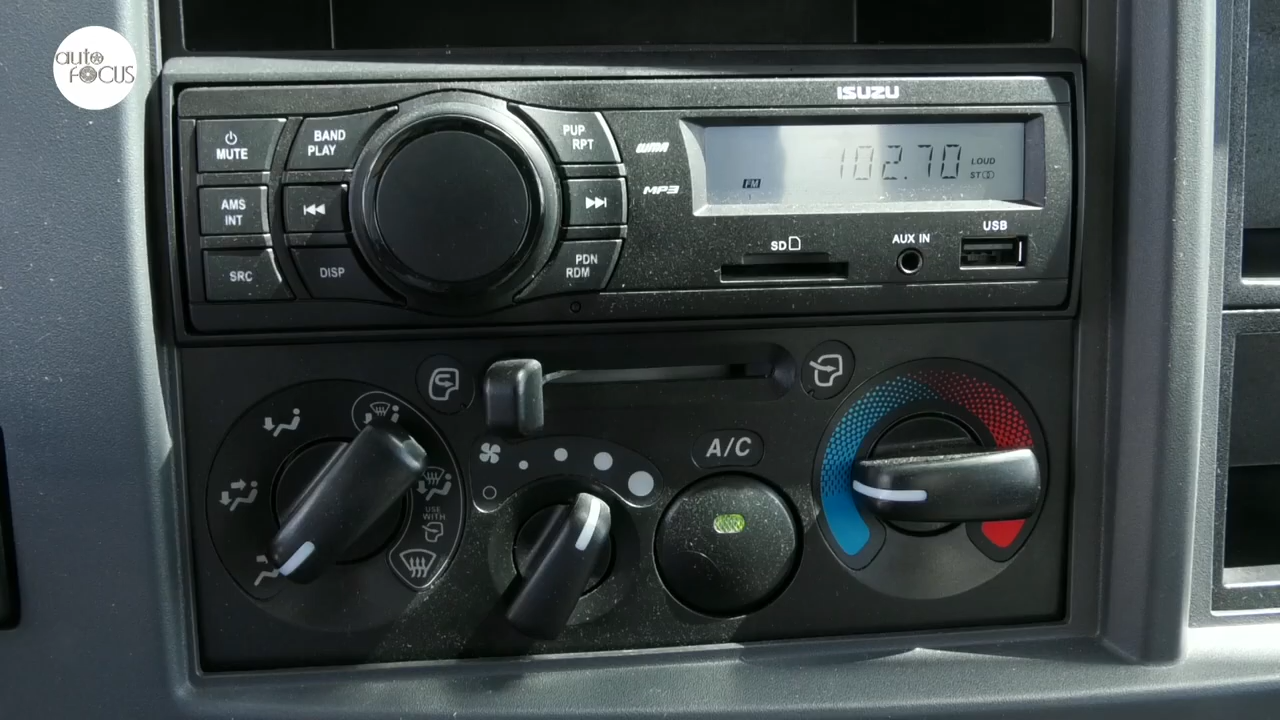 auto
FOCUS
ISUZU
MUTE
BAND
PLAY
PUP
RPT
WMA
102.70
LOUD
ST
FM
MP3
AMS
INT
SRC
DISP
PDN
RDM
SD
AUX IN
USB
A/C
USE
WITH